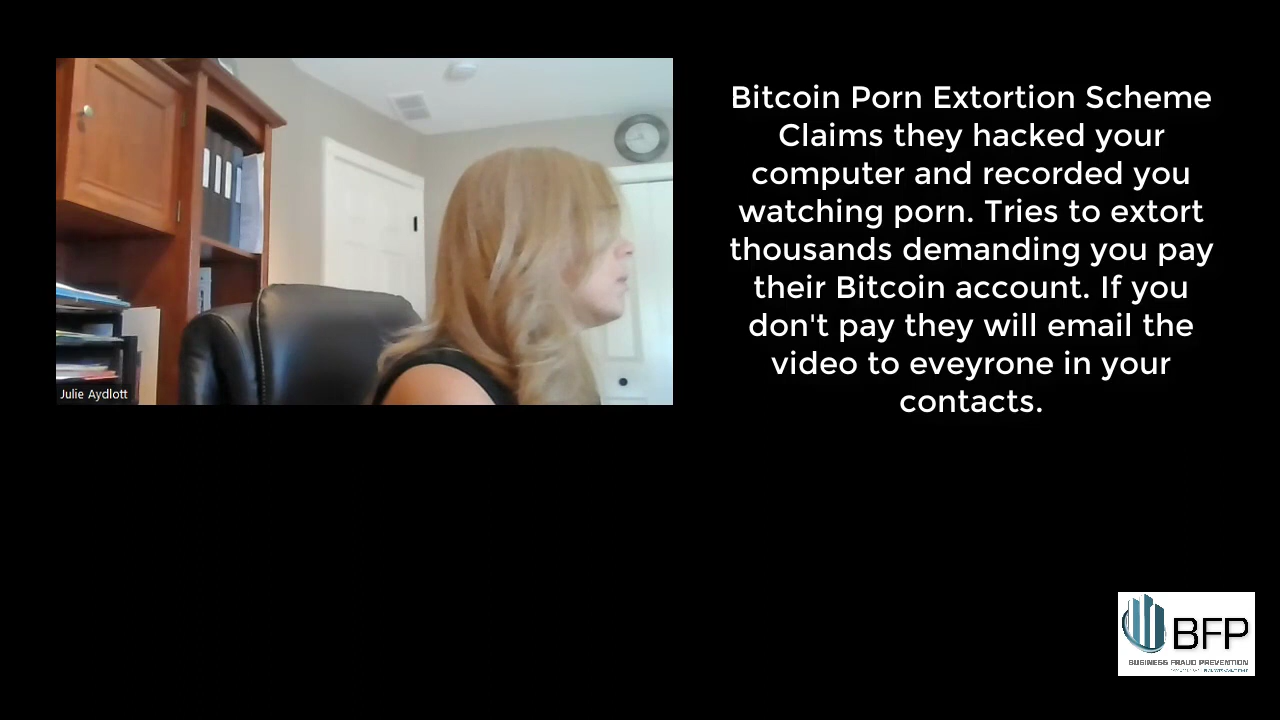 Bitcoin Porn Extortion Scheme
Claims they hacked your
computer and recorded you
watching porn. Tries to extort
thousands demanding you pay
their Bitcoin account. If you
don't pay they will email the
video to eveyrone in your
contacts.
Julie Aydlott
BFP
BUSINESS FRAUD PREVENTION